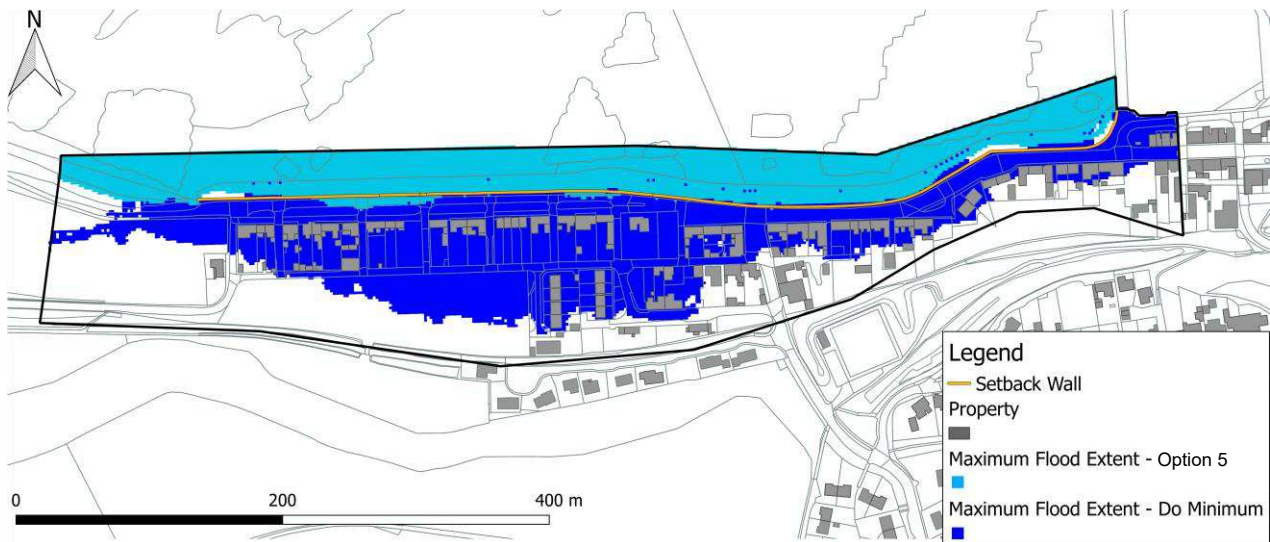 N
Legend
Setback Wall
Property
Maximum Flood Extent - Option 5
Maximum Flood Extent - Do Minimum
0 200 400 m